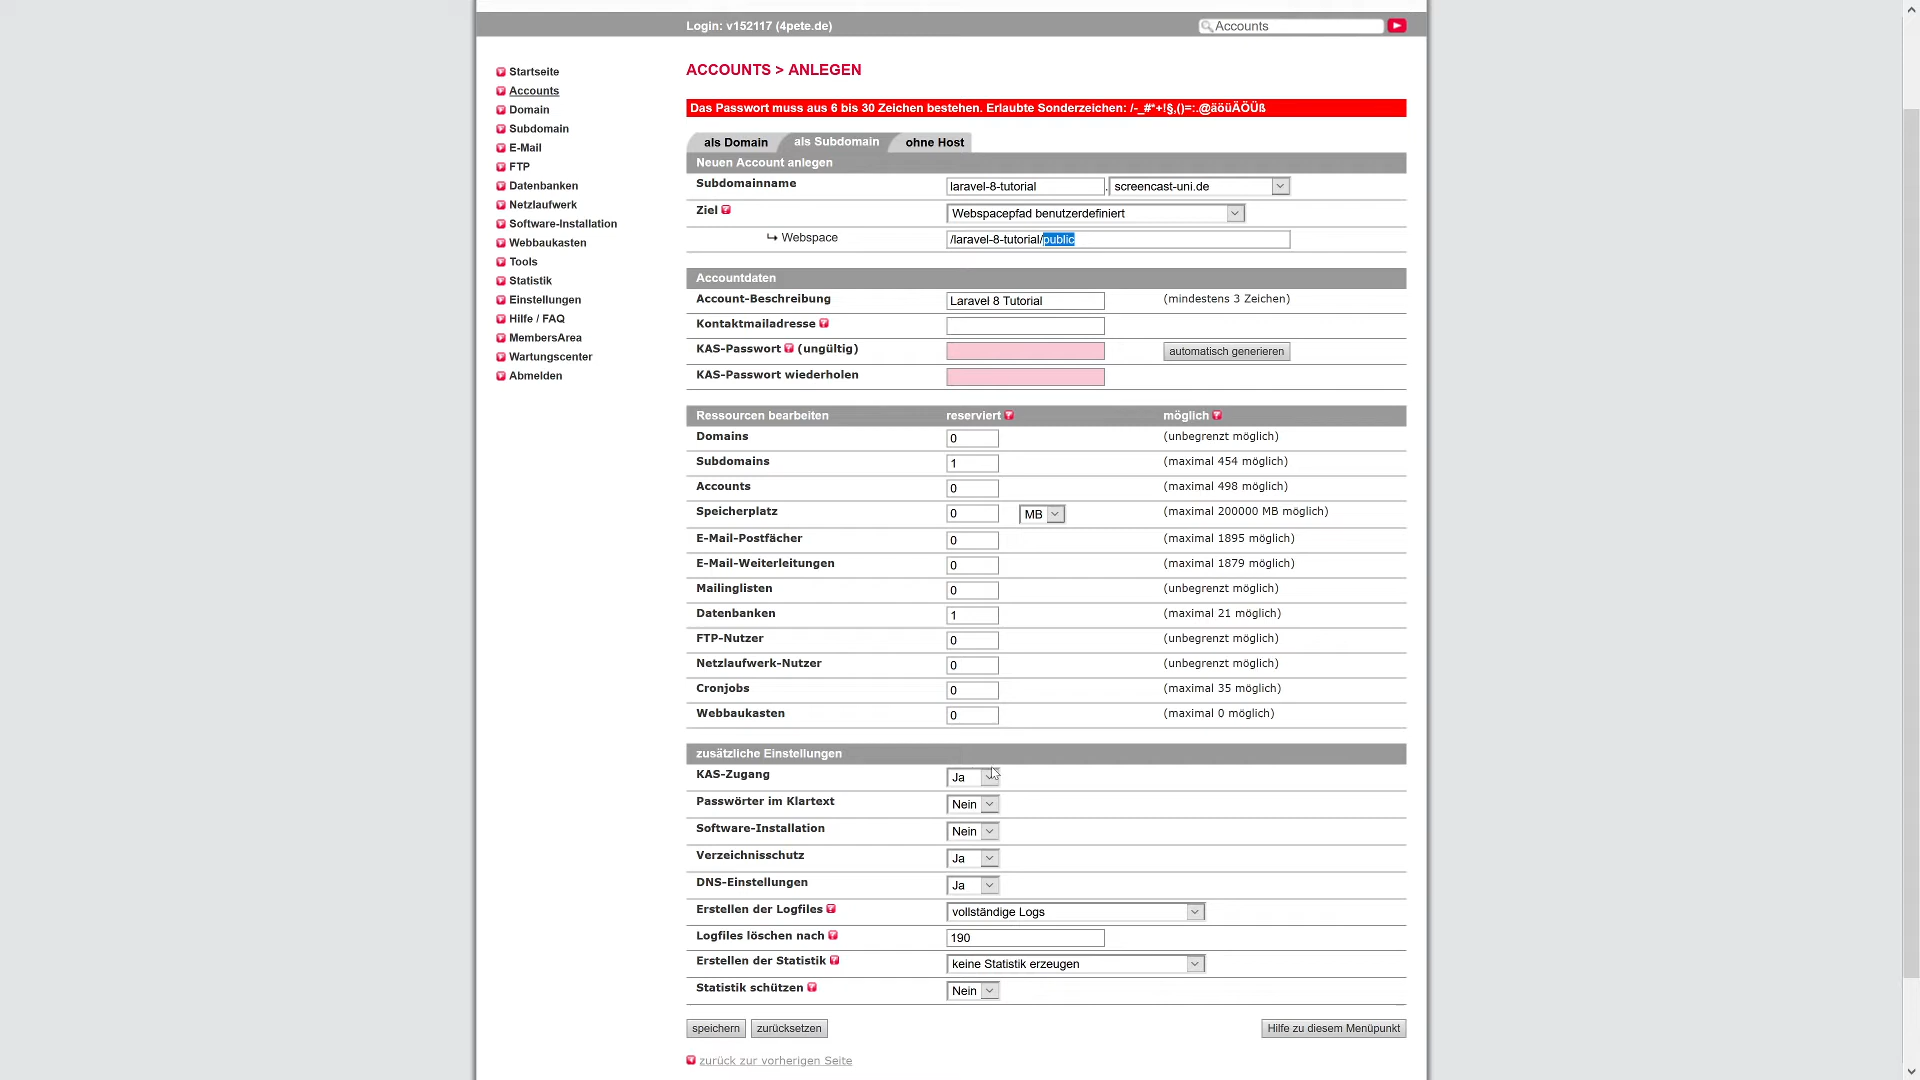 Login: v152117 (4pete.de)
Accounts
Startseite
Accounts
Domain
Subdomain
E-Mail
FTP
Datenbanken
Netzlaufwerk
Software-Installation
Webbaukasten
Tools
Statistik
Einstellungen
Hilfe / FAQ
MembersArea
Wartungscenter
Abmelden
ACCOUNTS > ANLEGEN
Das Passwort muss aus 6 bis 30 Zeichen bestehen. Erlaubte Sonderzeichen: /-_#*+!§,()=:.@äöüÄÖÜß
als Domain als Subdomain ohne Host
Neuen Account anlegen
Subdomainname laravel-8-tutorial . screencast-uni.de
Ziel Webspacepfad benutzerdefiniert
↳ Webspace /laravel-8-tutorial/public
Accountdaten
Account-Beschreibung Laravel 8 Tutorial (mindestens 3 Zeichen)
Kontaktmailadresse
KAS-Passwort (ungültig) automatisch generieren
KAS-Passwort wiederholen
Ressourcen bearbeiten reserviert möglich
Domains 0 (unbegrenzt möglich)
Subdomains 1 (maximal 454 möglich)
Accounts 0 (maximal 498 möglich)
Speicherplatz 0 MB (maximal 200000 MB möglich)
E-Mail-Postfächer 0 (maximal 1895 möglich)
E-Mail-Weiterleitungen 0 (maximal 1879 möglich)
Mailinglisten 0 (unbegrenzt möglich)
Datenbanken 1 (maximal 21 möglich)
FTP-Nutzer 0 (unbegrenzt möglich)
Netzlaufwerk-Nutzer 0 (unbegrenzt möglich)
Cronjobs 0 (maximal 35 möglich)
Webbaukasten 0 (maximal 0 möglich)
zusätzliche Einstellungen
KAS-Zugang Ja
Passwörter im Klartext Nein
Software-Installation Nein
Verzeichnisschutz Ja
DNS-Einstellungen Ja
Erstellen der Logfiles vollständige Logs
Logfiles löschen nach 190
Erstellen der Statistik keine Statistik erzeugen
Statistik schützen Nein
speichern zurücksetzen Hilfe zu diesem Menüpunkt
zurück zur vorherigen Seite